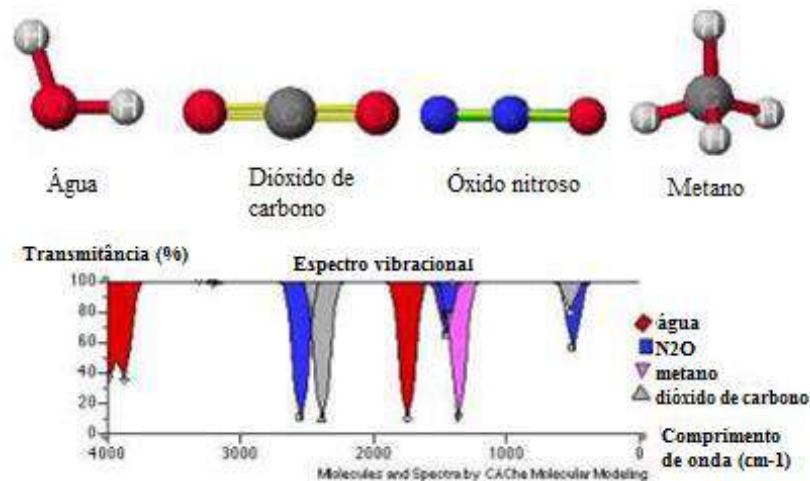 H
H
H
H
H
H
Água
Dióxido de
carbono
Óxido nitroso
Metano
Transmitância (%)
Espectro vibracional
100
80
60
40
20
0
4000
3000
2000
1000
0
água
N2O
metano
dióxido de carbono
Comprimento
de onda (cm-1)
Molecules and Spectra by CAChe Molecular Modeling